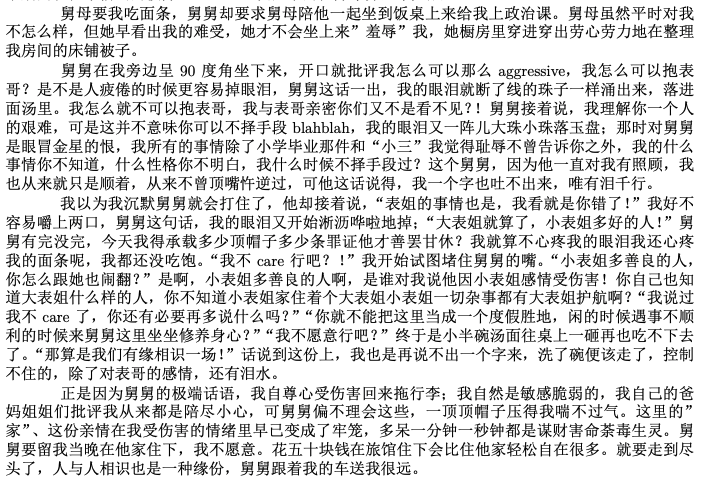 舅母要我吃面条，舅舅却要求舅母陪他一起坐到饭桌上来给我上政治课。舅母虽然平时对我
不怎么样，但她早看出我的难受，她才不会坐上来”羞辱”我，她橱房里穿进穿出劳心劳力地在整理
我房间的床铺被子。
舅舅在我旁边呈 90 度角坐下来，开口就批评我怎么可以那么 aggressive，我怎么可以抱表
哥？是不是人疲倦的时候更容易掉眼泪，舅舅这话一出，我的眼泪就断了线的珠子一样涌出来，落进
面汤里。我怎么就不可以抱表哥，我与表哥亲密你们又不是看不见？！舅舅接着说，我理解你一个人
的艰难，可是这并不意味你可以不择手段 blahblah，我的眼泪又一阵儿大珠小珠落玉盘；那时对舅舅
是眼冒金星的恨，我所有的事情除了小学毕业那件和“小三”我觉得耻辱不曾告诉你之外，我的什么
事情你不知道，什么性格你不明白，我什么时候不择手段过？这个舅舅，因为他一直对我有照顾，我
也从来就只是顺着，从来不曾顶嘴忤逆过，可他这话说得，我一个字也吐不出来，唯有泪千行。
我以为我沉默舅舅就会打住了，他却接着说，“表姐的事情也是，我看就是你错了！”我好不
容易嚼上两口，舅舅这句话，我的眼泪又开始淅沥哗啦地掉；“大表姐就算了，小表姐多好的人！”舅
舅有完没完，今天我得承载多少顶帽子多少条罪证他才善罢甘休？我就算不心疼我的眼泪我还心疼
我的面条呢，我都还没吃饱。“我不 care 行吧？！”我开始试图堵住舅舅的嘴。“小表姐多善良的人，
你怎么跟她也闹翻？”是啊，小表姐多善良的人啊，是谁对我说他因小表姐感情受伤害！你自己也知
道大表姐什么样的人，你不知道小表姐家住着个大表姐小表姐一切杂事都有大表姐护航啊？“我说过
我不 care 了，你还有必要再多说什么吗？”“你就不能把这里当成一个度假胜地，闲的时候遇事不顺
利的时候来舅舅这里坐坐修养身心？”“我不愿意行吧？”终于是小半碗汤面往桌上一砸再也吃不下去
了。“那算是我们有缘相识一场！”话说到这份上，我也是再说不出一个字来，洗了碗便该走了，控制
不住的，除了对表哥的感情，还有泪水。
正是因为舅舅的极端话语，我自尊心受伤害回来拖行李；我自然是敏感脆弱的，我自己的爸
妈姐姐们批评我从来都是陪尽小心，可舅舅偏不理会这些，一顶顶帽子压得我喘不过气。这里的”
家”、这份亲情在我受伤害的情绪里早已变成了牢笼，多呆一分钟一秒钟都是谋财害命荼毒生灵。舅
舅要留我当晚在他家住下，我不愿意。花五十块钱在旅馆住下会比住他家轻松自在很多。就要走到尽
头了，人与人相识也是一种缘份，舅舅跟着我的车送我很远。